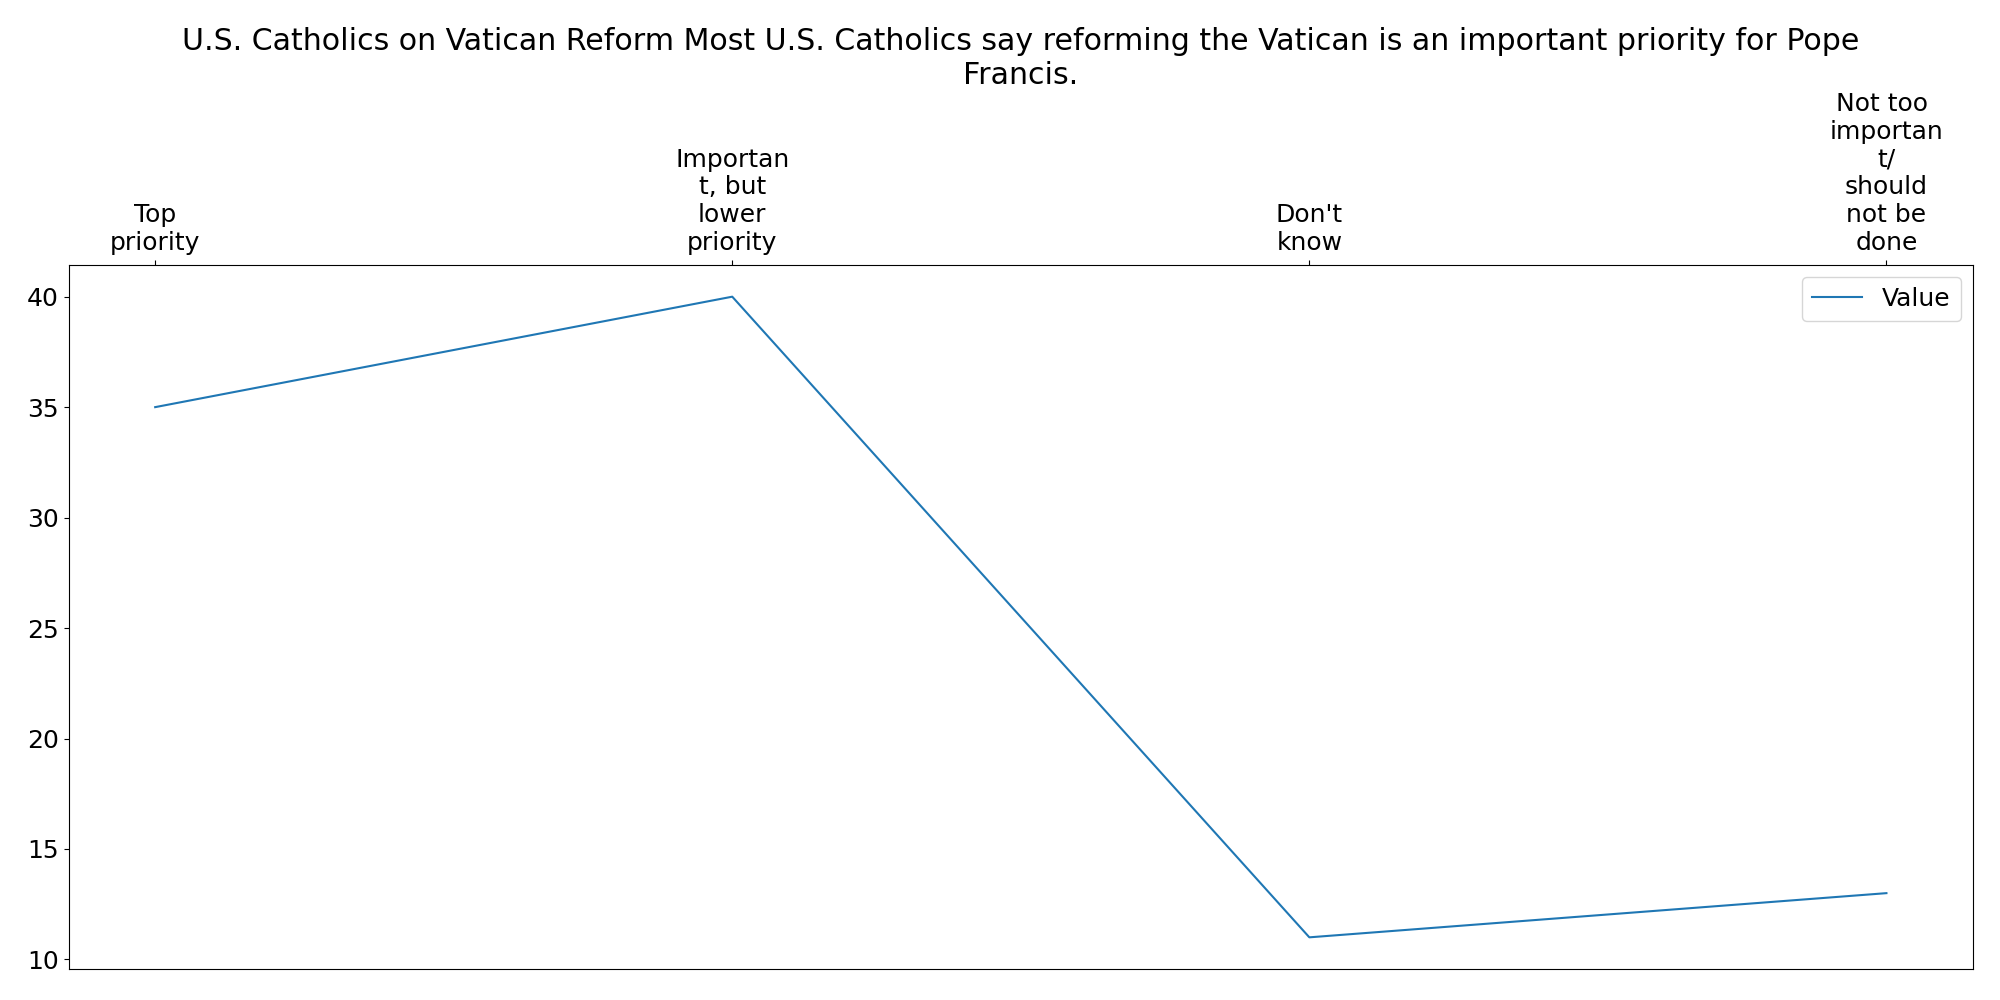 U.S. Catholics on Vatican Reform Most U.S. Catholics say reforming the Vatican is an important priority for Pope
Francis.
Top
priority
Importan
t, but
lower
priority
Don't
know
Not too
importan
t/
should
not be
done
Value
40
35
30
25
20
15
10